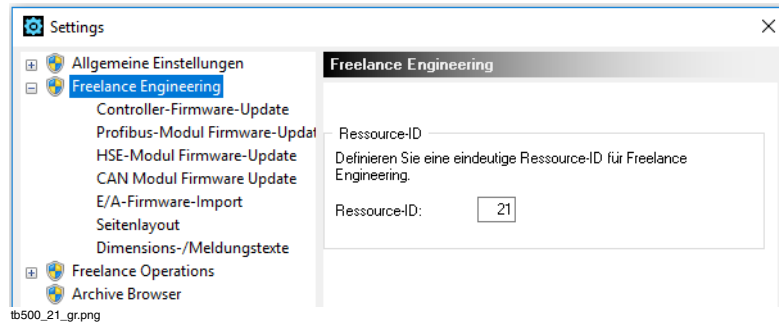 Settings
Allgemeine Einstellungen
Freelance Engineering
Controller-Firmware-Update
Profibus-Modul Firmware-Updat
HSE-Modul Firmware-Update
CAN Modul Firmware Update
E/A-Firmware-Import
Seitenlayout
Dimensions-/Meldungstexte
Freelance Operations
Archive Browser
Freelance Engineering
Ressource-ID
Definieren Sie eine eindeutige Ressource-ID für Freelance
Engineering.
Ressource-ID: 21
tb500_21_gr.png